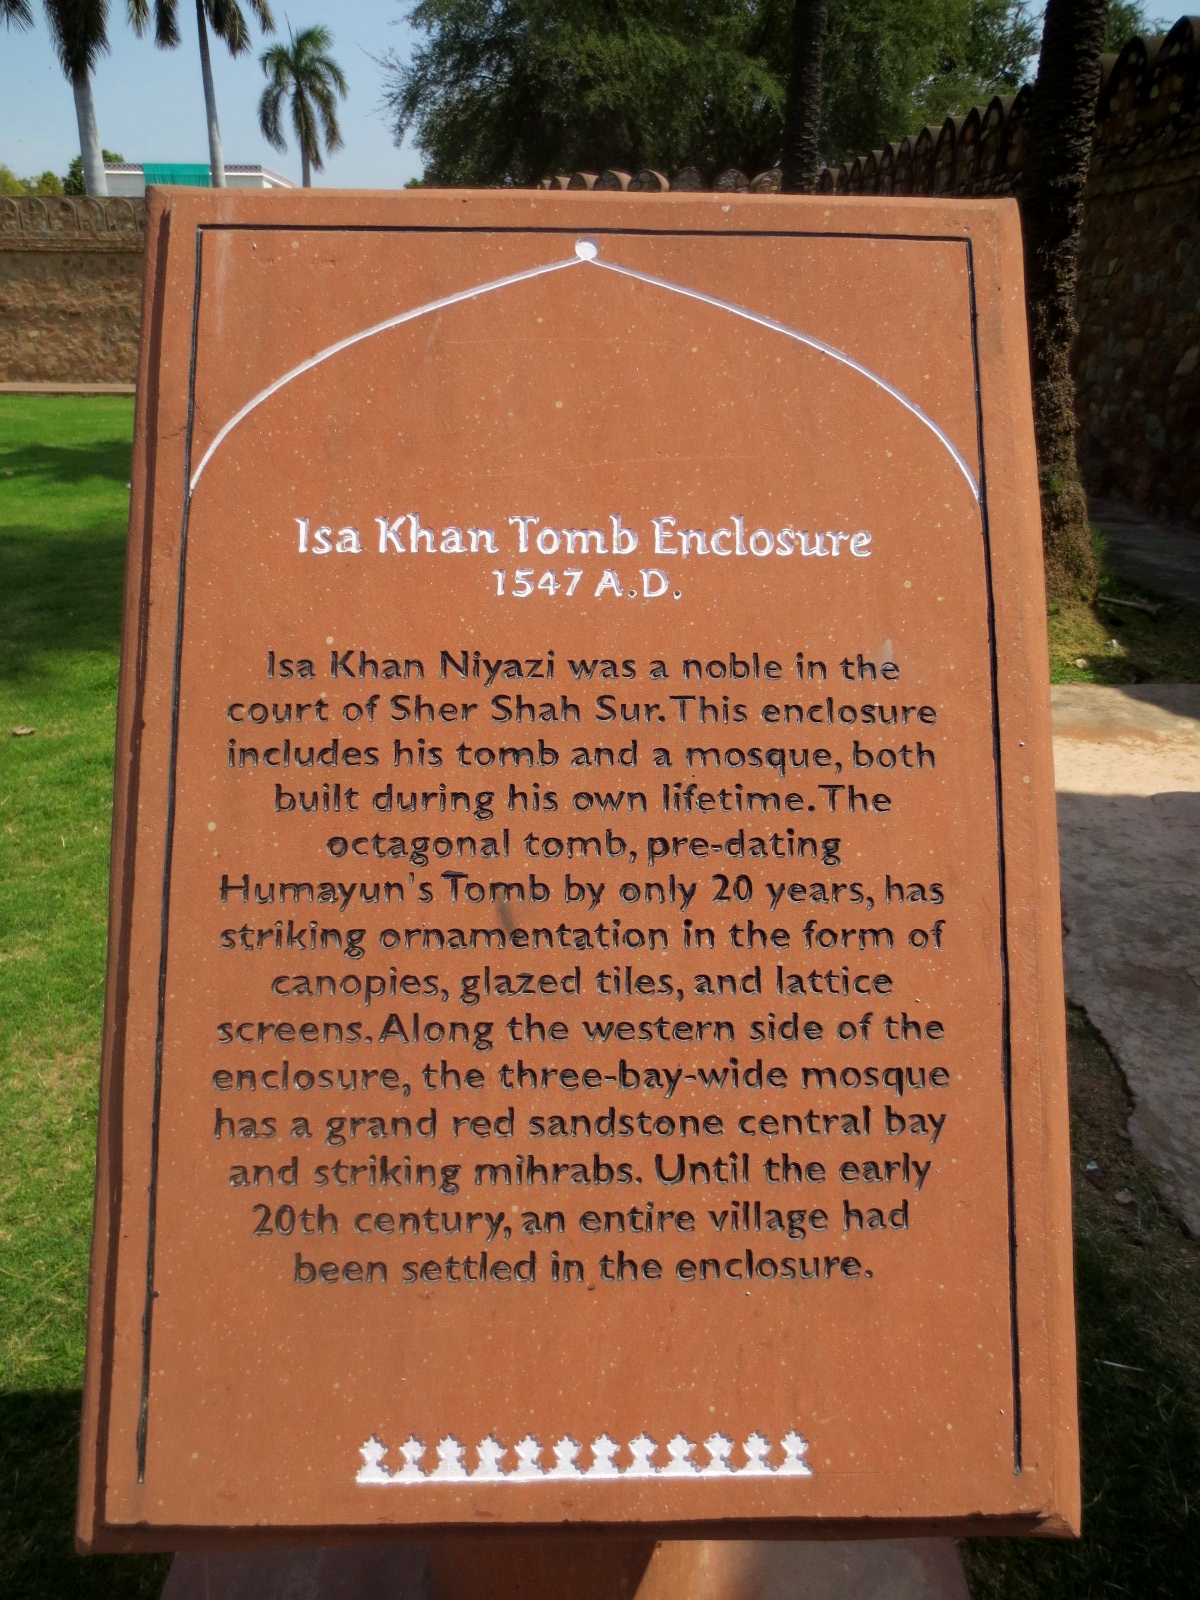 Isa Khan Tomb Enclosure
1547 A.D.
Isa Khan Niyazi was a noble in the
court of Sher Shah Sur. This enclosure
includes his tomb and a mosque, both
built during his own lifetime. The
octagonal tomb, pre-dating
Humayun's Tomb by only 20 years, has
striking ornamentation in the form of
canopies, glazed tiles, and lattice
screens. Along the western side of the
enclosure, the three-bay-wide mosque
has a grand red sandstone central bay
and striking mihrabs. Until the early
20th century, an entire village had
been settled in the enclosure.